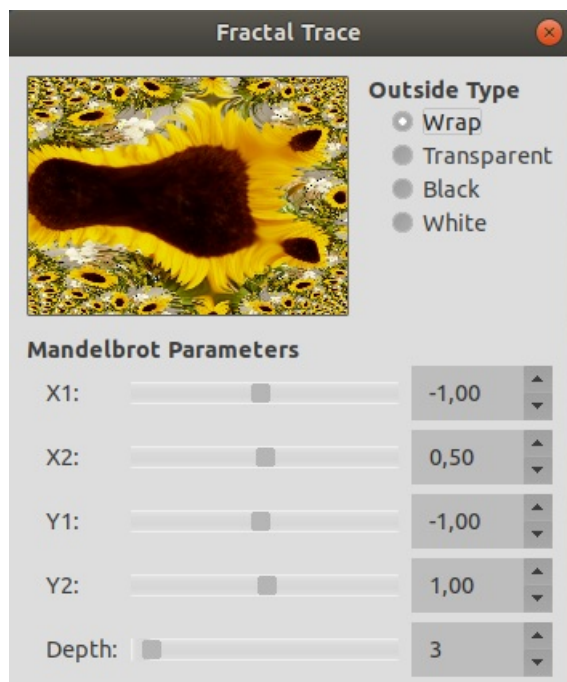 Fractal Trace
Outside Type
Wrap
Transparent
Black
White
Mandelbrot Parameters
X1: -1,00
X2: 0,50
Y1: -1,00
Y2: 1,00
Depth: 3